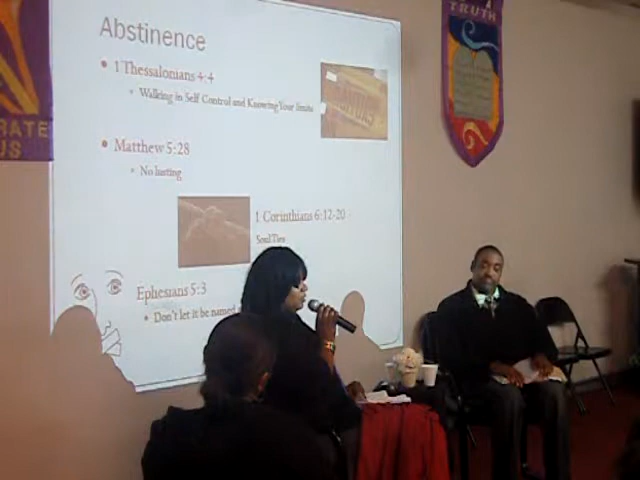 TRUTH
Abstinence
• 1 Thessalonians 4:4
• Walking in Self Control and Knowing Your limits
• Matthew 5:28
• No lusting
1 Corinthians 6:12-20
Soul Ties
Ephesians 5:3
• Don't let it be named
RATE
US